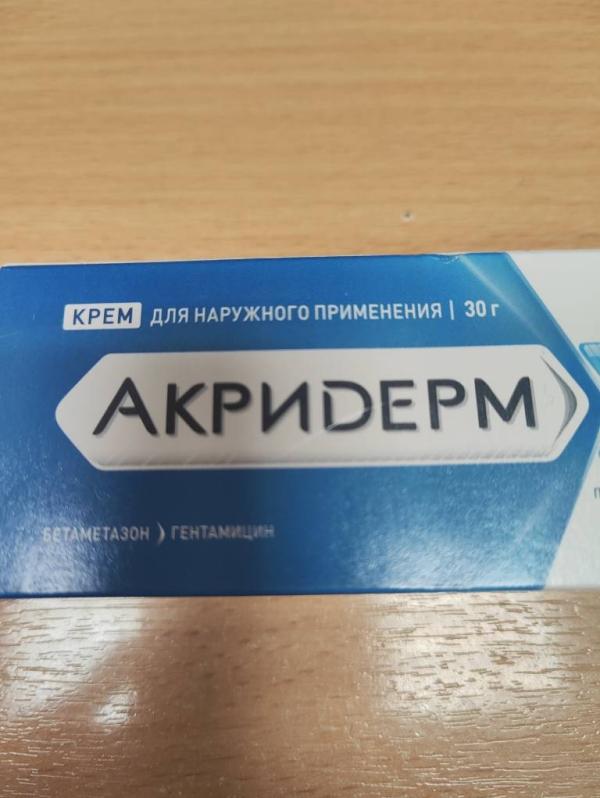 КРЕМ ДЛЯ НАРУЖНОГО ПРИМЕНЕНИЯ | 30 г
АКРИДЕРМ
БЕТАМЕТАЗОН ❭ ГЕНТАМИЦИН